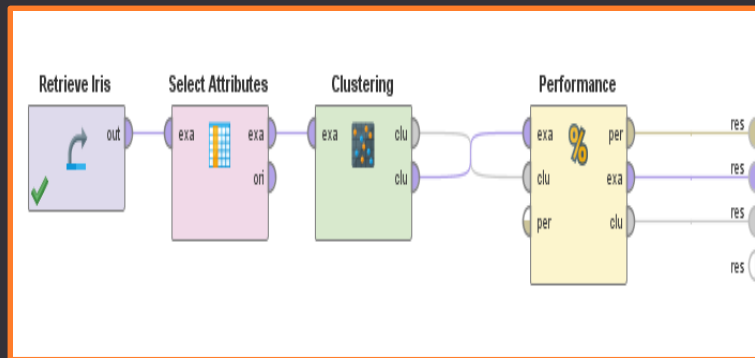 Retrieve Iris
Select Attributes
Clustering
Performance
out
exa
exa
exa
clu
exa
%
per
res
ori
clu
clu
exa
res
per
clu
res
res